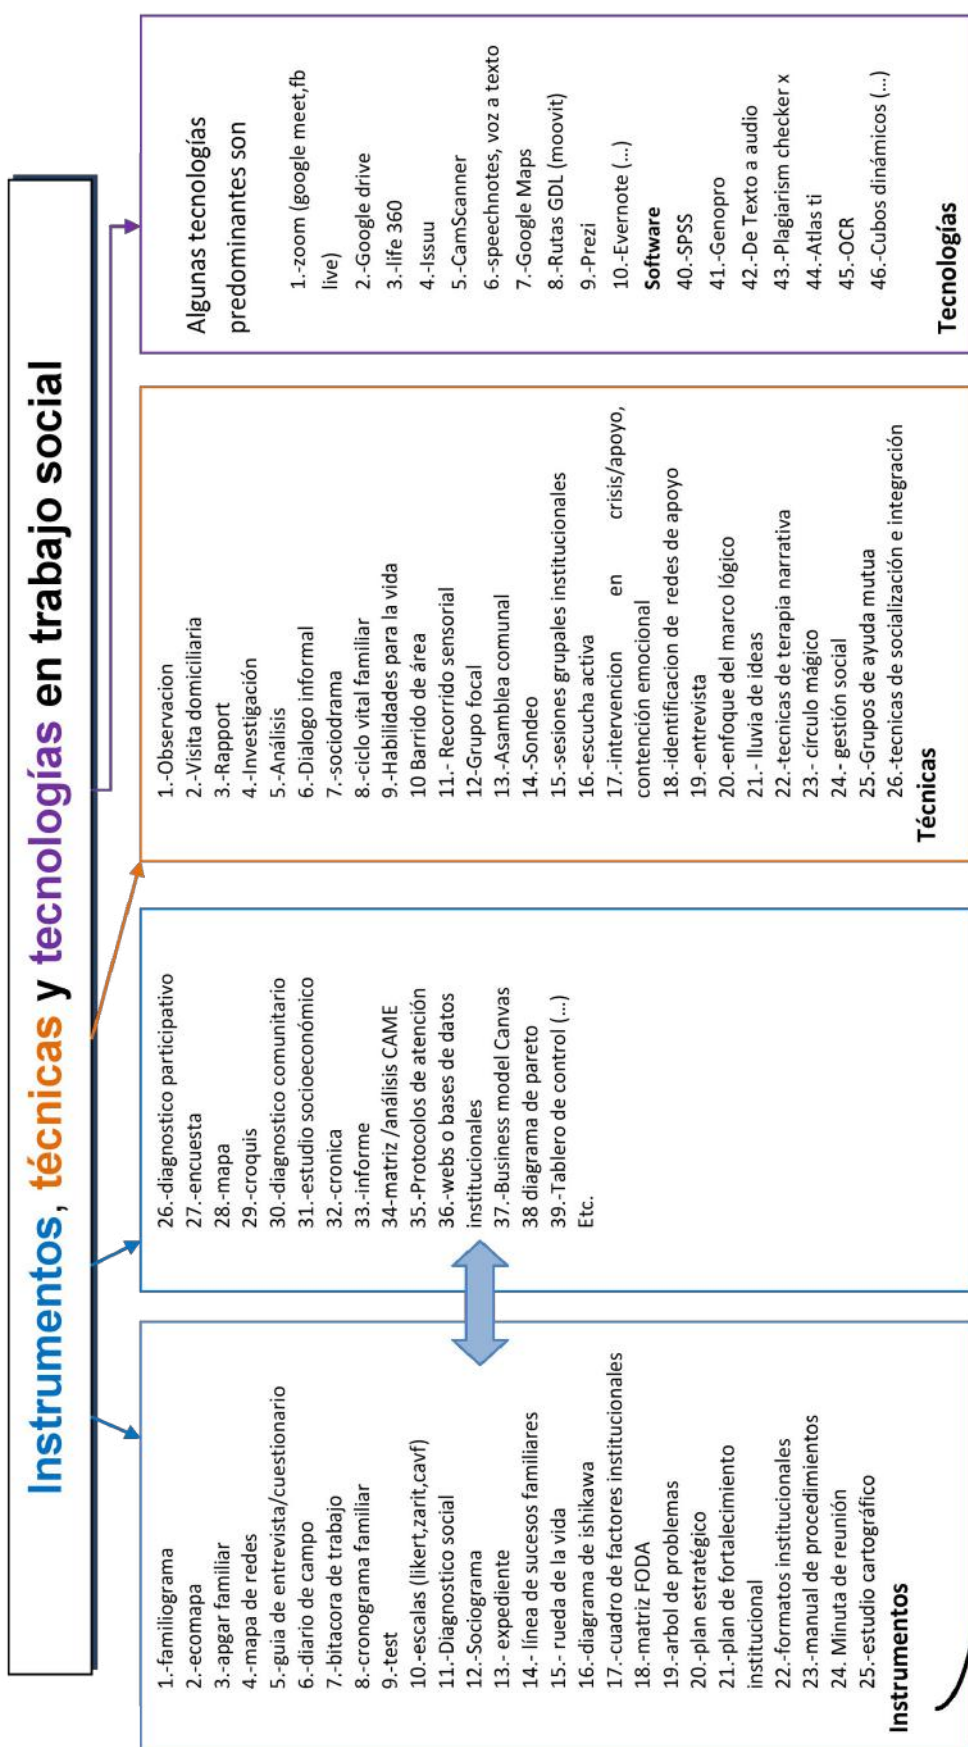 Instrumentos, técnicas y tecnologías en trabajo social
1.-familiograma
2.-ecomapa
3.-apgar familiar
4.-mapa de redes
5.-guia de entrevista/cuestionario
6.-diario de campo
7.-bitacora de trabajo
8.-cronograma familiar
9.-test
10.-escalas (likert,zarit,cavf)
11.-Diagnostico social
12.-Sociograma
13.- expediente
14.- línea de sucesos familiares
15.- rueda de la vida
16.-diagrama de ishikawa
17.-cuadro de factores institucionales
18.-matriz FODA
19.-arbol de problemas
20.-plan estratégico
21.-plan de fortalecimiento
institucional
22.-formatos institucionales
23.-manual de procedimientos
24. Minuta de reunión
25.-estudio cartográfico
Instrumentos
26.-diagnostico participativo
27.-encuesta
28.-mapa
29.-croquis
30.-diagnostico comunitario
31.-estudio socioeconómico
32.-cronica
33.-informe
34-matriz /análisis CAME
35.-Protocolos de atención
36.-webs o bases de datos
institucionales
37.-Business model Canvas
38 diagrama de pareto
39.-Tablero de control (...)
Etc.
1.-Observacion
2.-Visita domiciliaria
3.-Rapport
4.-Investigación
5.-Análisis
6.-Dialogo informal
7.-sociodrama
8.-ciclo vital familiar
9.-Habilidades para la vida
10 Barrido de área
11.- Recorrido sensorial
12-Grupo focal
13.-Asamblea comunal
14.-Sondeo
15.-sesiones grupales institucionales
16.-escucha activa
17.-intervencion en crisis/apoyo,
contención emocional
18.-identificacion de redes de apoyo
19.-entrevista
20.-enfoque del marco lógico
21.- lluvia de ideas
22.-tecnicas de terapia narrativa
23.- círculo mágico
24.- gestión social
25.-Grupos de ayuda mutua
26.-tecnicas de socialización e integración
Técnicas
Algunas tecnologías
predominantes son
1.-zoom (google meet,fb
live)
2.-Google drive
3.-life 360
4.-Issuu
5.-CamScanner
6.-speechnotes, voz a texto
7.-Google Maps
8.-Rutas GDL (moovit)
9.-Prezi
10.-Evernote (...)
Software
40.-SPSS
41.-Genopro
42.-De Texto a audio
43.-Plagiarism checker x
44.-Atlas ti
45.-OCR
46.-Cubos dinámicos (...)
Tecnologías